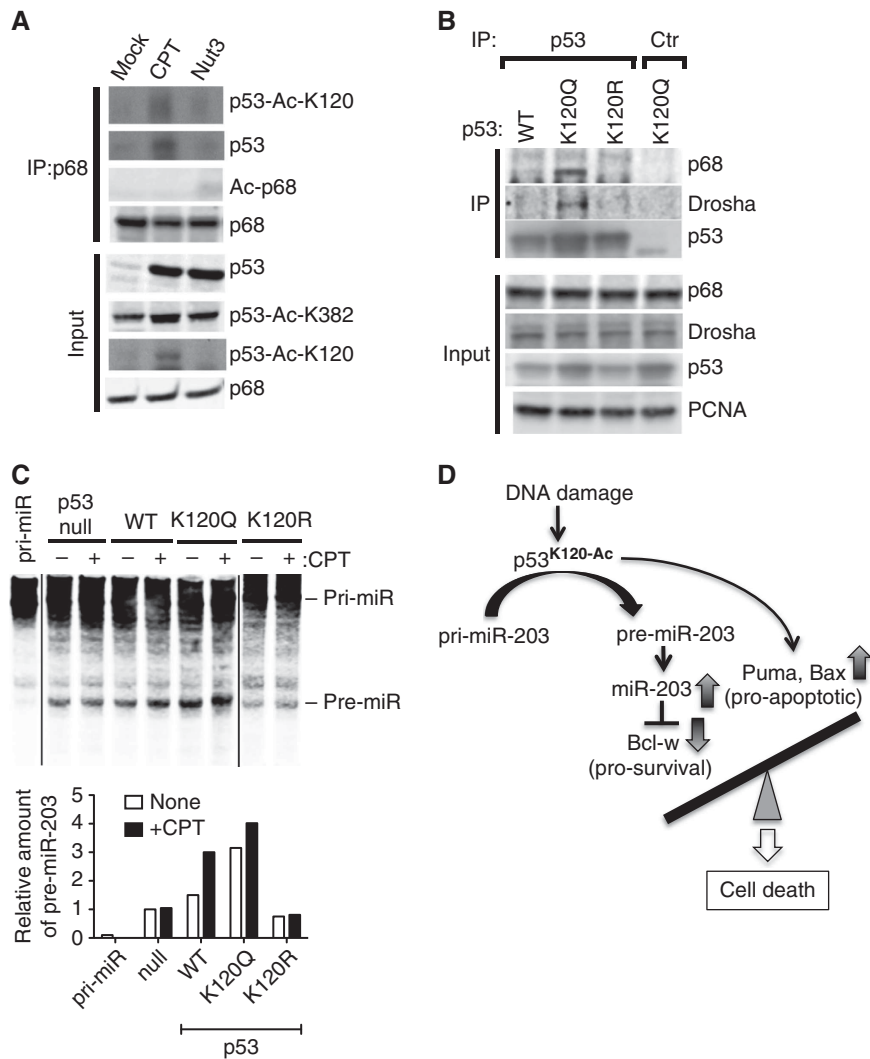 A
Mock CPT Nut3
IP:p68
p53-Ac-K120
p53
Ac-p68
p68
Input
p53
p53-Ac-K382
p53-Ac-K120
p68
B
IP: p53 Ctr
p53: WT K120Q K120R K120Q
IP
p68
Drosha
p53
Input
p68
Drosha
p53
PCNA
C
pri-miR
p53 null
WT K120Q K120R
– + – + – + – + :CPT
– Pri-miR
– Pre-miR
Relative amount
of pre-miR-203
5
4
3
2
1
0
None
+CPT
pri-miR null WT K120Q K120R
p53
D
DNA damage
p53K120-Ac
pri-miR-203
pre-miR-203
miR-203
Puma, Bax
(pro-apoptotic)
Bcl-w
(pro-survival)
Cell death